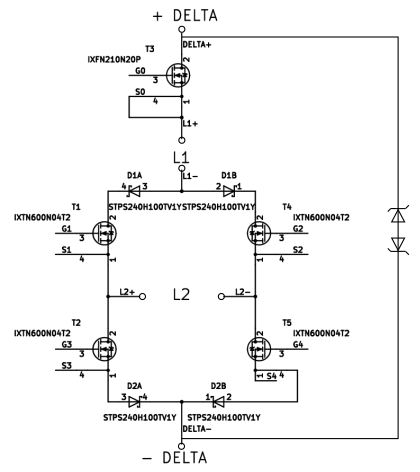 + DELTA
DELTA+
T3
IXFN210N20P
2
G0
3
S0
4
1
L1+
L1
L1-
D1A
D1B
4
3
2
1
STPS240H100TV1Y
STPS240H100TV1Y
T1
T4
IXTN600N04T2
IXTN600N04T2
2
2
G1
3
3
G2
S1
4
1
1
4
S2
L2+
L2
L2-
T2
T5
IXTN600N04T2
IXTN600N04T2
2
2
G3
3
3
G4
S3
4
1
1
S4
4
D2A
D2B
3
4
1
2
STPS240H100TV1Y
STPS240H100TV1Y
DELTA-
- DELTA